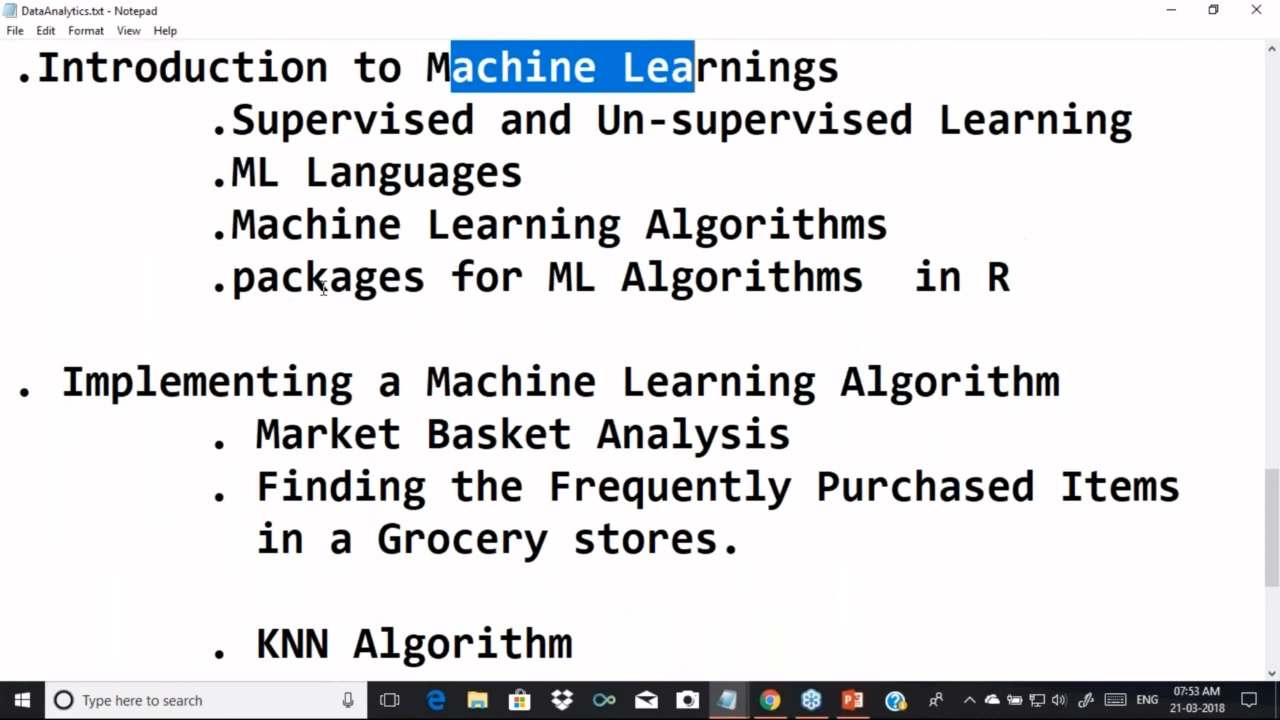 DataAnalytics.txt - Notepad
File Edit Format View Help
.Introduction to Machine Learnings
.Supervised and Un-supervised Learning
.ML Languages
.Machine Learning Algorithms
.packages for ML Algorithms in R
. Implementing a Machine Learning Algorithm
. Market Basket Analysis
. Finding the Frequently Purchased Items
in a Grocery stores.
. KNN Algorithm
Type here to search
ENG
07:53 AM
21-03-2018